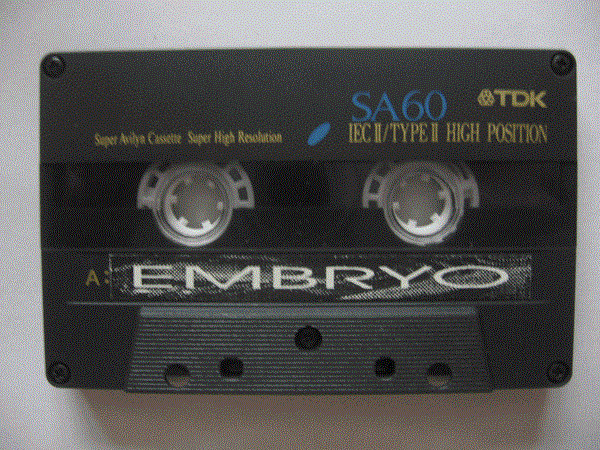 SA60 TDK
Super Avilyn Cassette Super High Resolution IEC II/TYPE II HIGH POSITION
A: EMBRYO